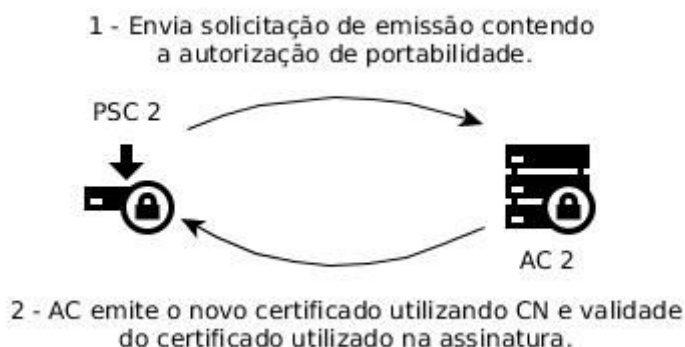 1 - Envia solicitação de emissão contendo
a autorização de portabilidade.
PSC 2
AC 2
2 - AC emite o novo certificado utilizando CN e validade
do certificado utilizado na assinatura.